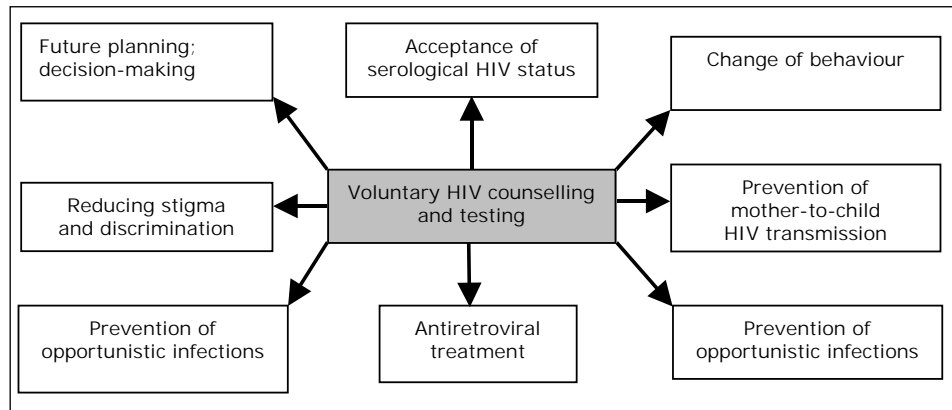 Future planning;
decision-making
Acceptance of
serological HIV status
Change of behaviour
Reducing stigma
and discrimination
Voluntary HIV counselling
and testing
Prevention of
mother-to-child
HIV transmission
Prevention of
opportunistic infections
Antiretroviral
treatment
Prevention of
opportunistic infections